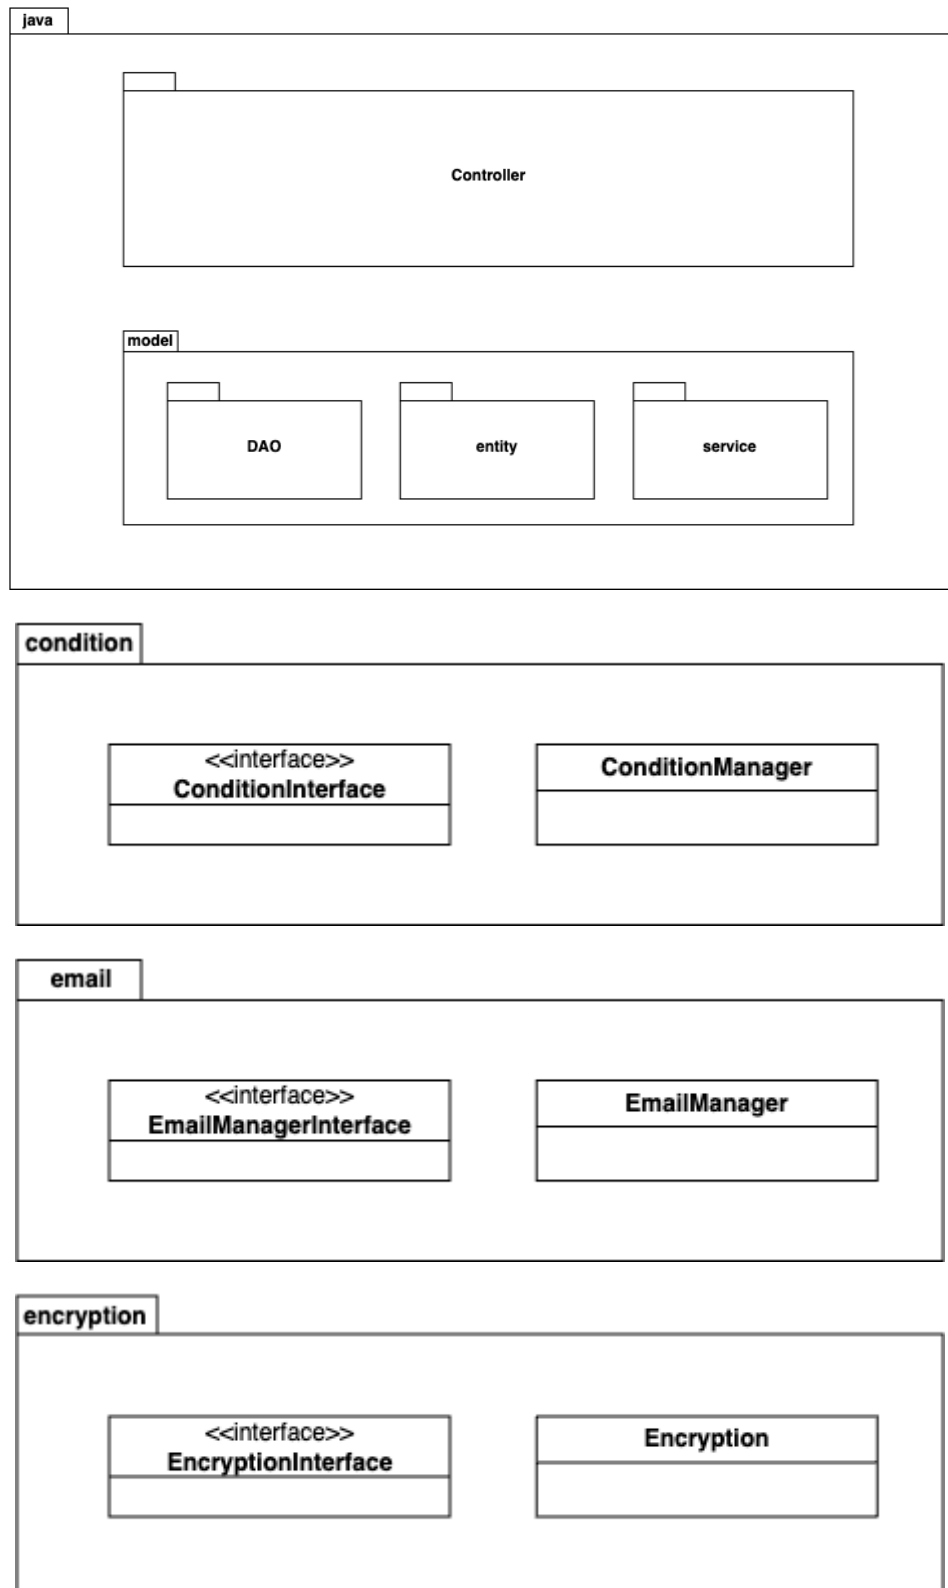 java
Controller
model
DAO
entity
service
condition
<<interface>>
ConditionInterface
ConditionManager
email
<<interface>>
EmailManagerInterface
EmailManager
encryption
<<interface>>
EncryptionInterface
Encryption